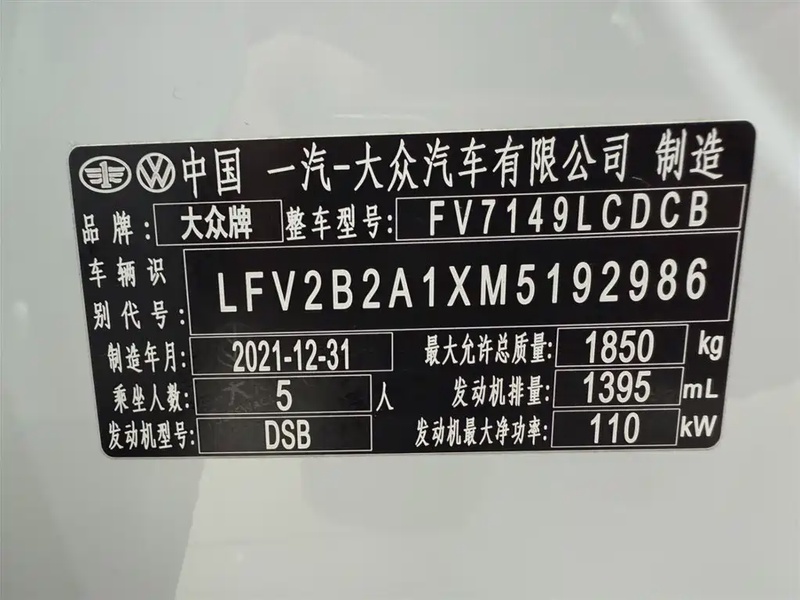 中国 一汽-大众汽车有限公司 制造
品牌: 大众牌 整车型号: FV7149LCDCB
车辆识别代号: LFV2B2A1XM5192986
制造年月: 2021-12-31 最大允许总质量: 1850 kg
乘坐人数: 5 人 发动机排量: 1395 mL
发动机型号: DSB 发动机最大净功率: 110 kW